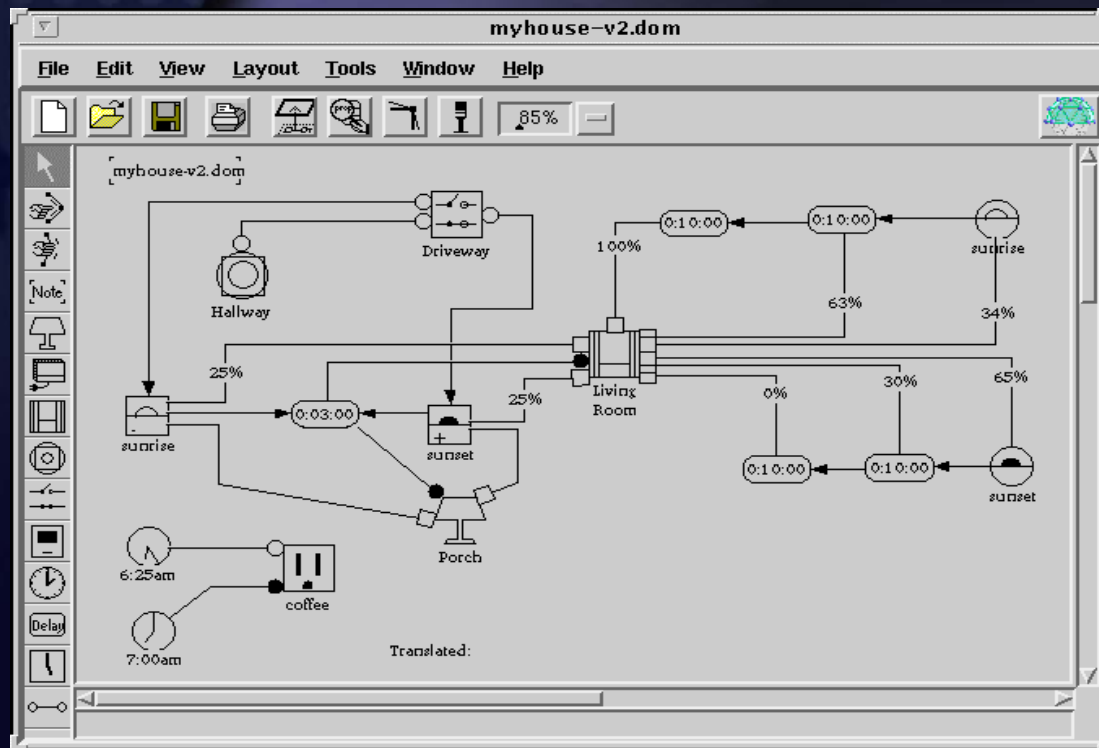 myhouse-v2.dom
File Edit View Layout Tools Window Help
prop
85%
[Note]
Delay
[myhouse-v2.dom]
Driveway
Hallway
0:10:00
0:10:00
sunrise
100%
63%
34%
25%
25%
Living
Room
0%
30%
65%
sunrise
-
0:03:00
sunset
+
0:10:00
0:10:00
sunset
Porch
6:25am
coffee
7:00am
Translated: